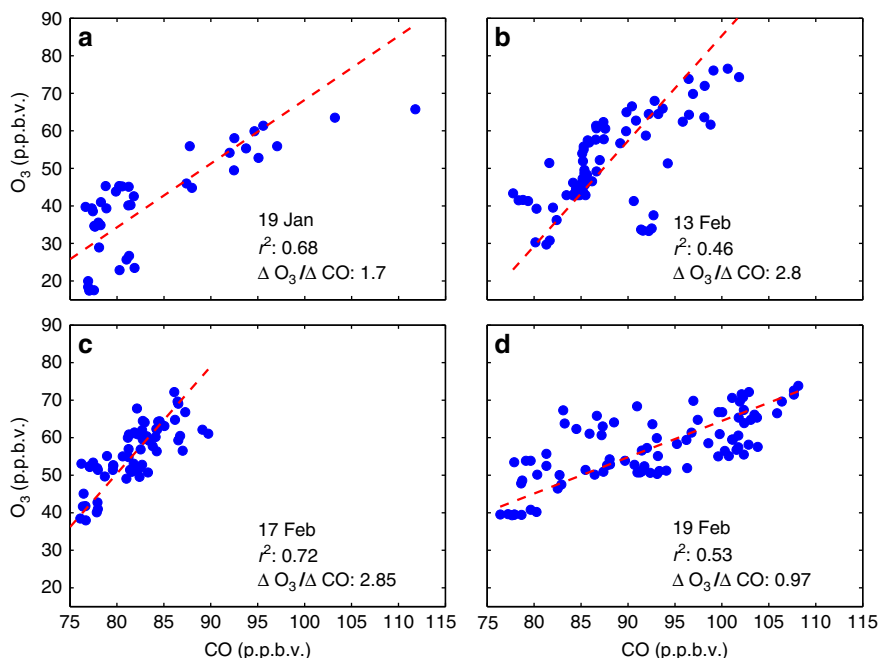 a
90
80
70
60
50
40
30
20
O3 (p.p.b.v.)
19 Jan
r²: 0.68
Δ O3/Δ CO: 1.7
b
13 Feb
r²: 0.46
Δ O3/Δ CO: 2.8
c
90
80
70
60
50
40
30
20
O3 (p.p.b.v.)
17 Feb
r²: 0.72
Δ O3/Δ CO: 2.85
75 80 85 90 95 100 105 110 115
CO (p.p.b.v.)
d
19 Feb
r²: 0.53
Δ O3/Δ CO: 0.97
75 80 85 90 95 100 105 110 115
CO (p.p.b.v.)